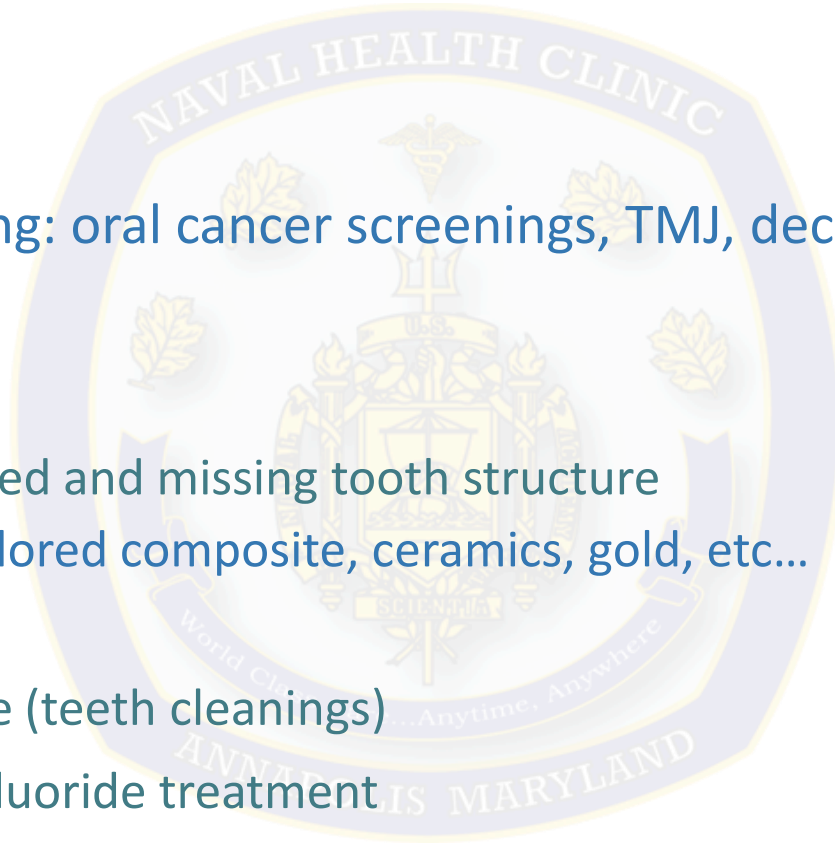 NAVAL HEALTH CLINIC
ng: oral cancer screenings, TMJ, dec
U.S.
ed and missing tooth structure
lored composite, ceramics, gold, etc…
SCIENTIA
World Clas
...Anytime, Anywhere
e (teeth cleanings)
ANNAPOLIS MARYLAND
luoride treatment